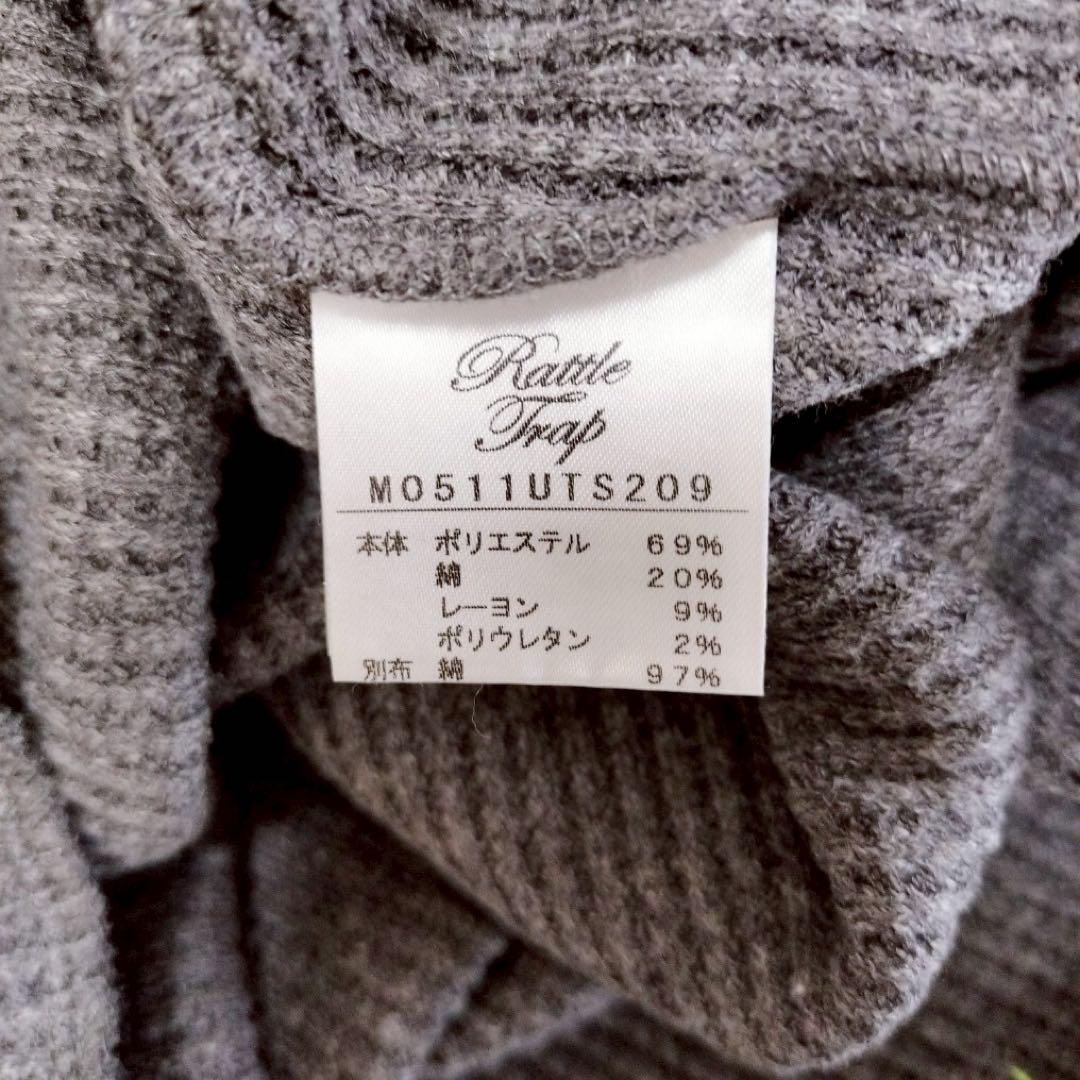 Rattle
Trap
M0511UTS209
本体 ポリエステル 69%
綿 20%
レーヨン 9%
ポリウレタン 2%
別布 綿 97%